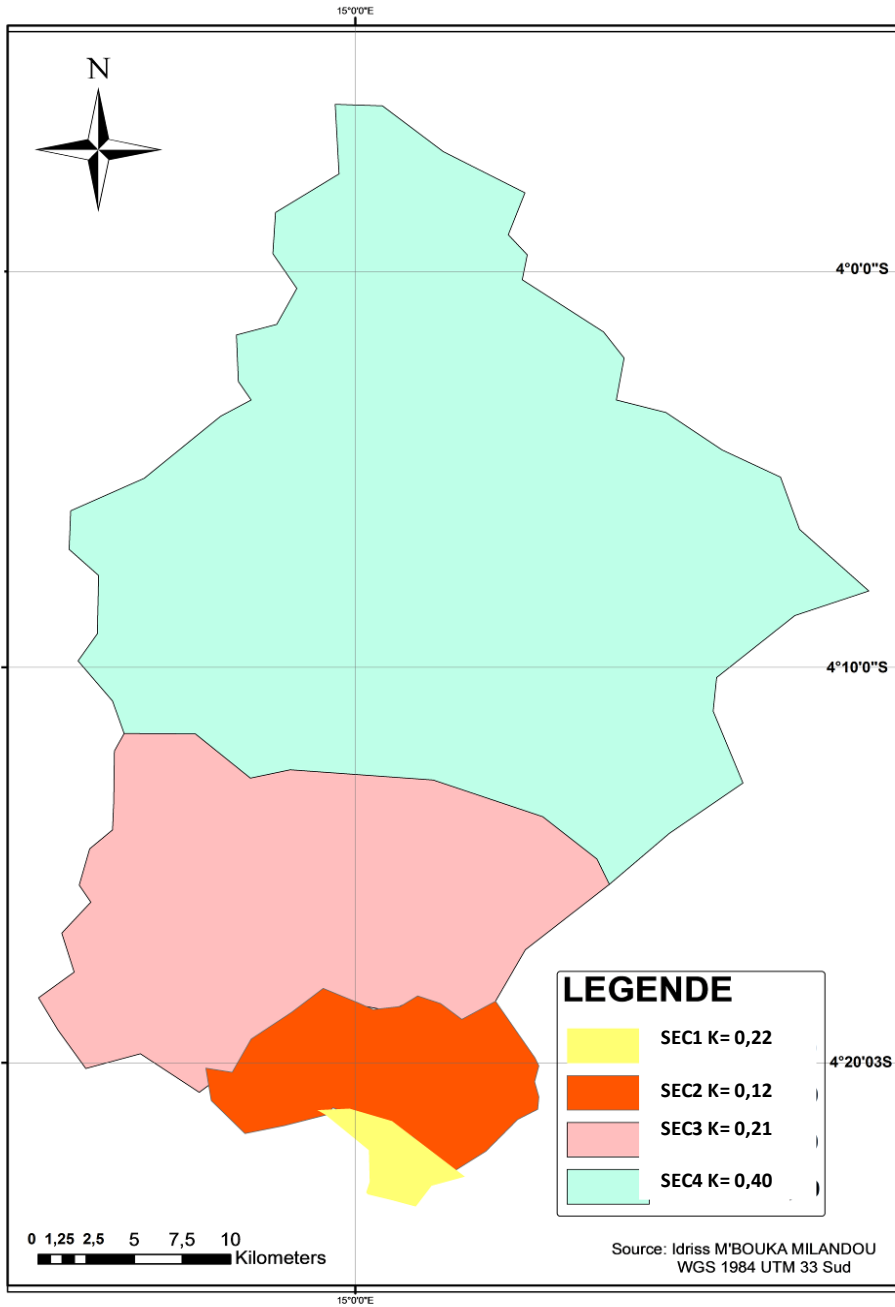 15°0'0"E
N
4°0'0"S
4°10'0"S
LEGENDE
SEC1 K= 0,22
SEC2 K= 0,12
SEC3 K= 0,21
SEC4 K= 0,40
4°20'03S
0 1,25 2,5 5 7,5 10
Kilometers
Source: Idriss M'BOUKA MILANDOU
WGS 1984 UTM 33 Sud
15°0'0"E